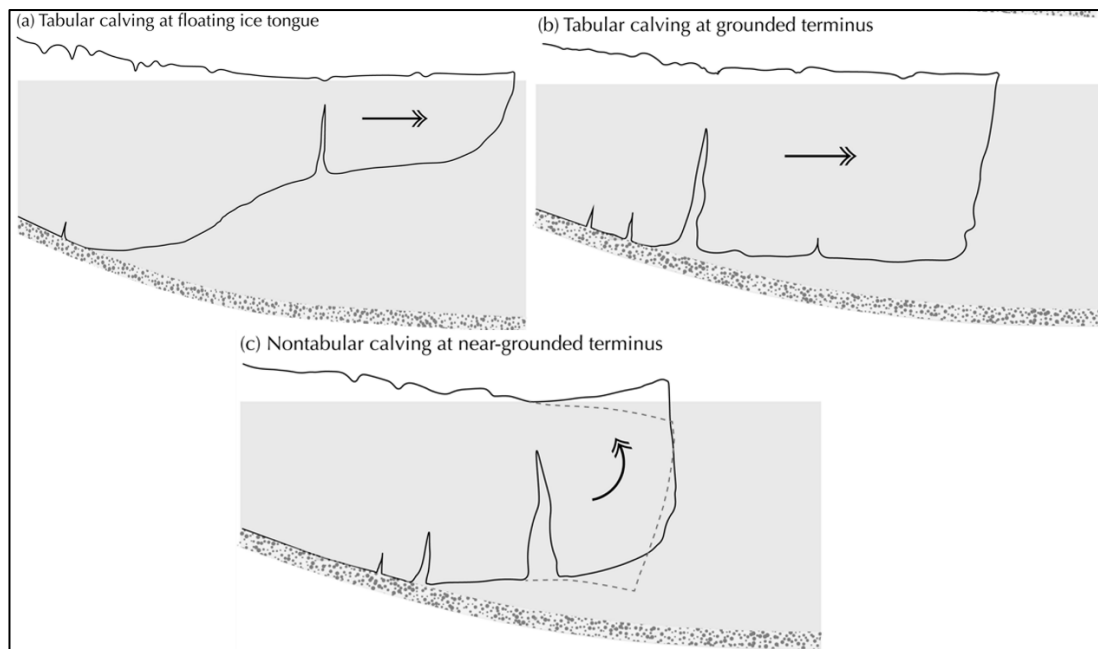 (a) Tabular calving at floating ice tongue
(b) Tabular calving at grounded terminus
(c) Nontabular calving at near-grounded terminus